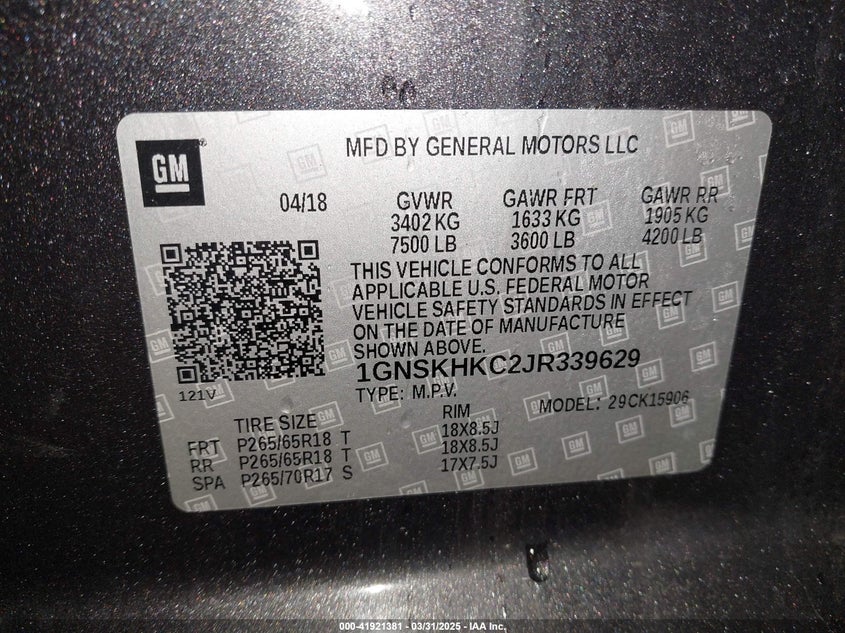 GM
MFD BY GENERAL MOTORS LLC
04/18 GVWR GAWR FRT GAWR RR
3402 KG 1633 KG 1905 KG
7500 LB 3600 LB 4200 LB
THIS VEHICLE CONFORMS TO ALL
APPLICABLE U.S. FEDERAL MOTOR
VEHICLE SAFETY STANDARDS IN EFFECT
ON THE DATE OF MANUFACTURE
SHOWN ABOVE.
1GNSKHKC2JR339629
121V
TYPE: M.P.V. MODEL: 29CK15906
TIRE SIZE RIM
FRT P265/65R18 T 18X8.5J
RR P265/65R18 T 18X8.5J
SPA P265/70R17 S 17X7.5J
000-41921381 - 03/31/2025 - IAA Inc.